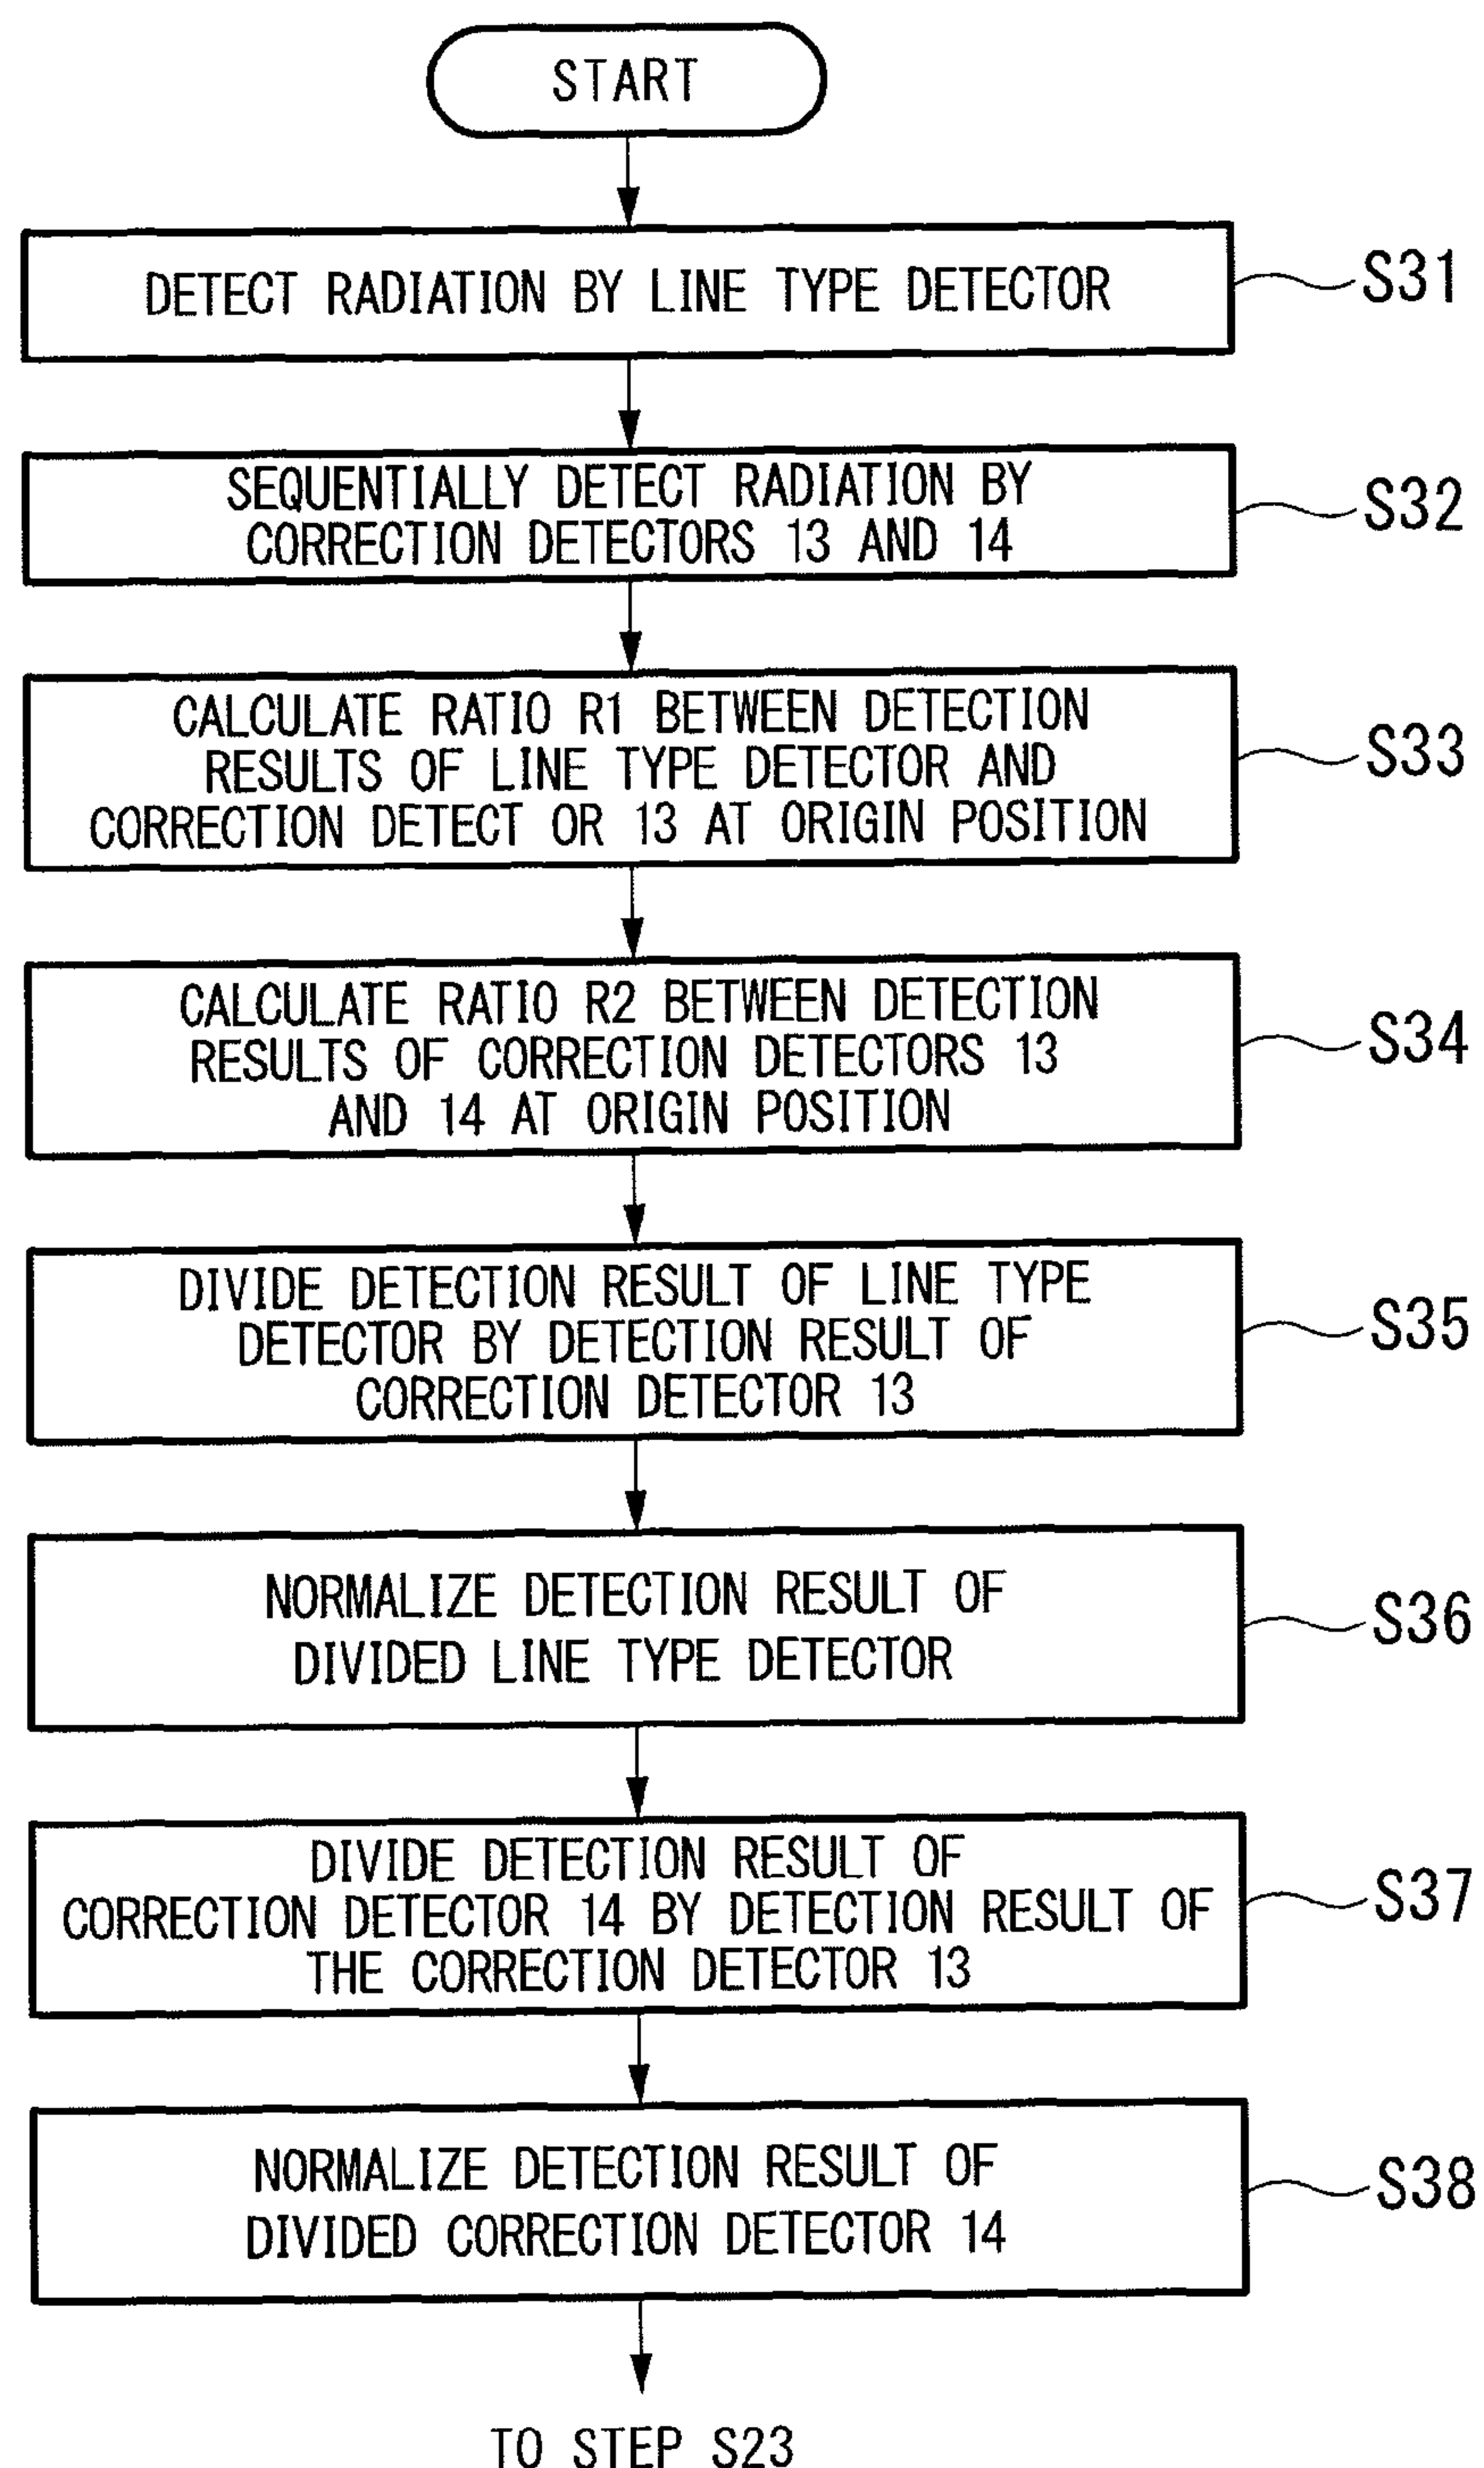 START
DETECT RADIATION BY LINE TYPE DETECTOR
S31
SEQUENTIALLY DETECT RADIATION BY
CORRECTION DETECTORS 13 AND 14
S32
CALCULATE RATIO R1 BETWEEN DETECTION
RESULTS OF LINE TYPE DETECTOR AND
CORRECTION DETECT OR 13 AT ORIGIN POSITION
S33
CALCULATE RATIO R2 BETWEEN DETECTION
RESULTS OF CORRECTION DETECTORS 13
AND 14 AT ORIGIN POSITION
S34
DIVIDE DETECTION RESULT OF LINE TYPE
DETECTOR BY DETECTION RESULT OF
CORRECTION DETECTOR 13
S35
NORMALIZE DETECTION RESULT OF
DIVIDED LINE TYPE DETECTOR
S36
DIVIDE DETECTION RESULT OF
CORRECTION DETECTOR 14 BY DETECTION RESULT OF
THE CORRECTION DETECTOR 13
S37
NORMALIZE DETECTION RESULT OF
DIVIDED CORRECTION DETECTOR 14
S38
TO STEP S23